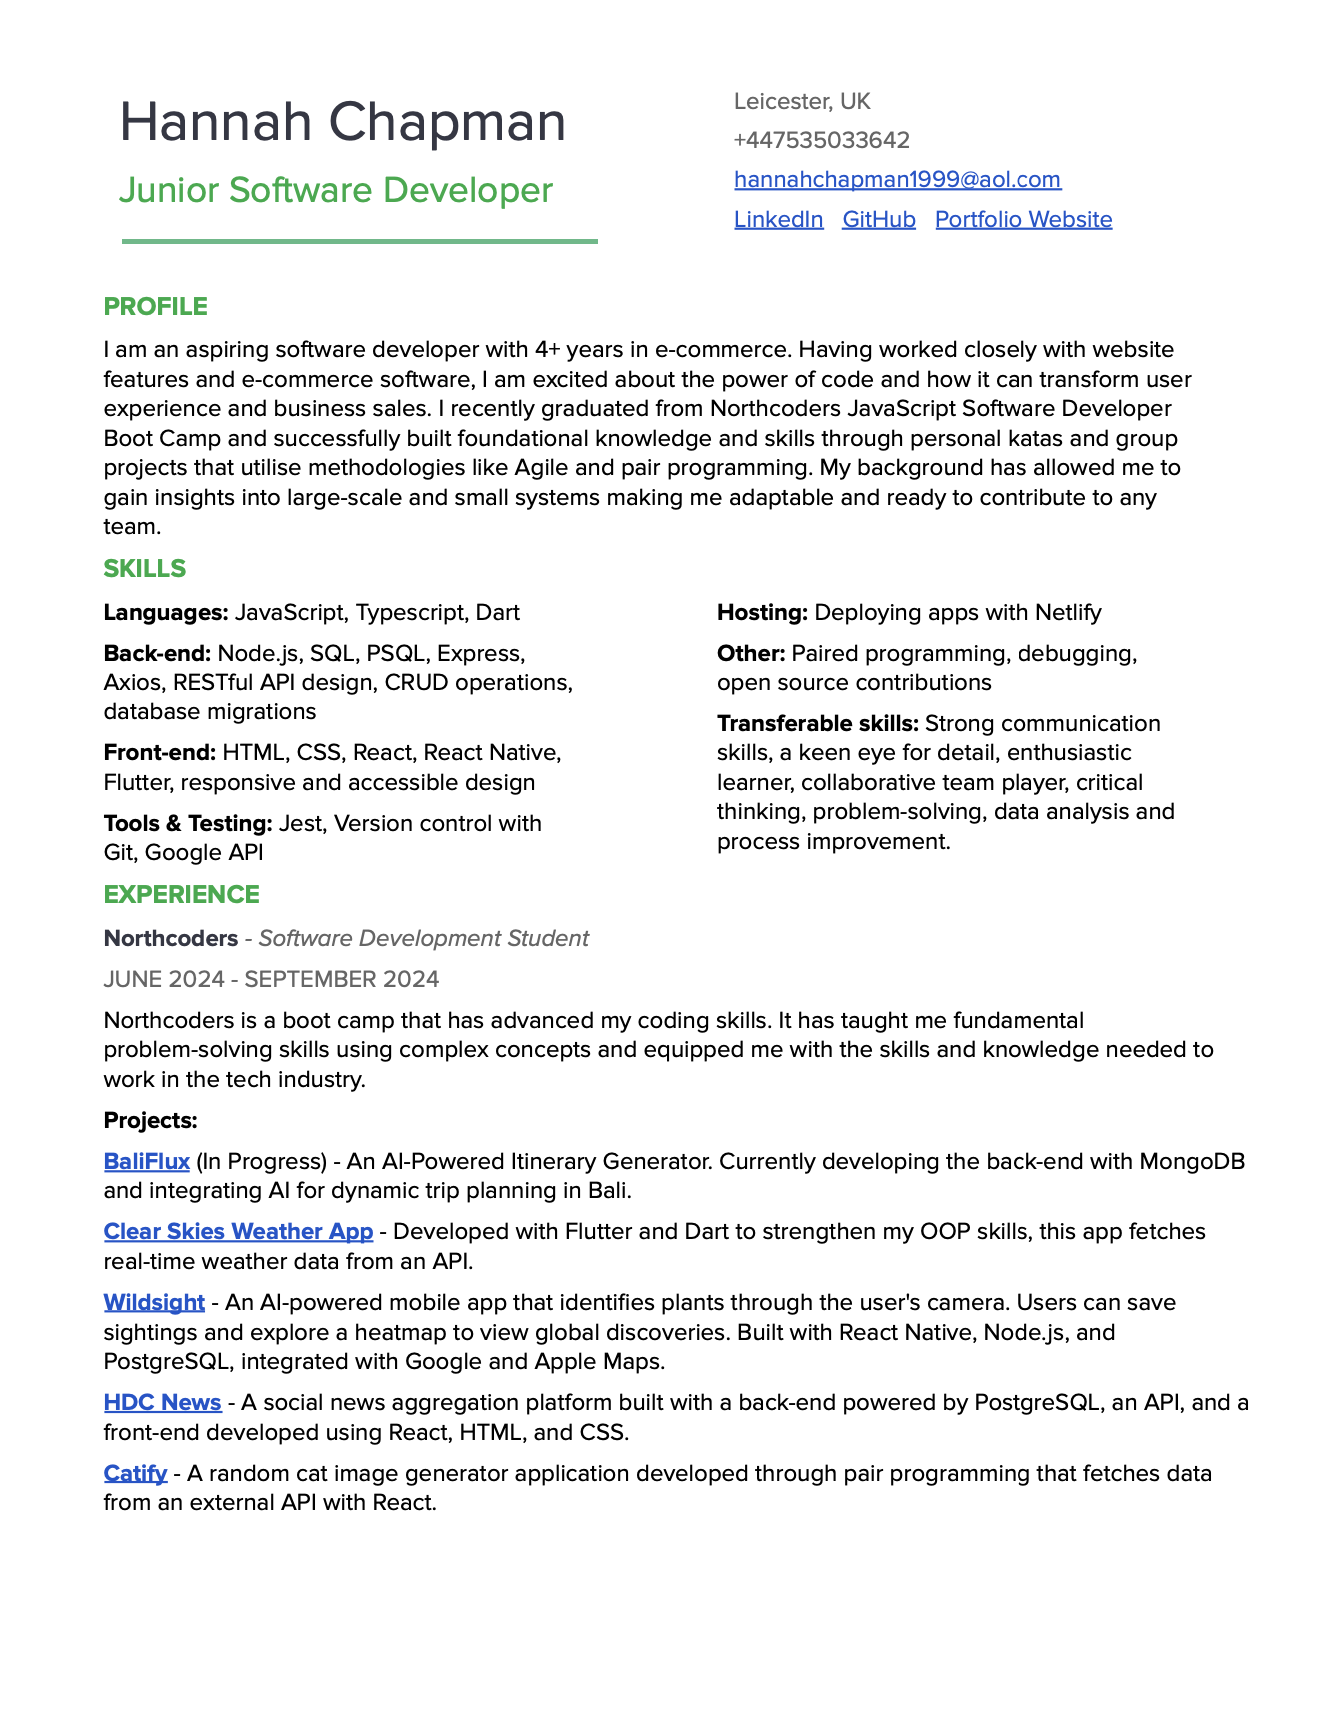 Hannah Chapman
Junior Software Developer
Leicester, UK
+447535033642
hannahchapman1999@aol.com
LinkedIn GitHub Portfolio Website
PROFILE
I am an aspiring software developer with 4+ years in e-commerce. Having worked closely with website
features and e-commerce software, I am excited about the power of code and how it can transform user
experience and business sales. I recently graduated from Northcoders JavaScript Software Developer
Boot Camp and successfully built foundational knowledge and skills through personal katas and group
projects that utilise methodologies like Agile and pair programming. My background has allowed me to
gain insights into large-scale and small systems making me adaptable and ready to contribute to any
team.
SKILLS
Languages: JavaScript, Typescript, Dart
Back-end: Node.js, SQL, PSQL, Express,
Axios, RESTful API design, CRUD operations,
database migrations
Front-end: HTML, CSS, React, React Native,
Flutter, responsive and accessible design
Tools & Testing: Jest, Version control with
Git, Google API
Hosting: Deploying apps with Netlify
Other: Paired programming, debugging,
open source contributions
Transferable skills: Strong communication
skills, a keen eye for detail, enthusiastic
learner, collaborative team player, critical
thinking, problem-solving, data analysis and
process improvement.
EXPERIENCE
Northcoders - Software Development Student
JUNE 2024 - SEPTEMBER 2024
Northcoders is a boot camp that has advanced my coding skills. It has taught me fundamental
problem-solving skills using complex concepts and equipped me with the skills and knowledge needed to
work in the tech industry.
Projects:
BaliFlux (In Progress) - An AI-Powered Itinerary Generator. Currently developing the back-end with MongoDB
and integrating AI for dynamic trip planning in Bali.
Clear Skies Weather App - Developed with Flutter and Dart to strengthen my OOP skills, this app fetches
real-time weather data from an API.
Wildsight - An AI-powered mobile app that identifies plants through the user's camera. Users can save
sightings and explore a heatmap to view global discoveries. Built with React Native, Node.js, and
PostgreSQL, integrated with Google and Apple Maps.
HDC News - A social news aggregation platform built with a back-end powered by PostgreSQL, an API, and a
front-end developed using React, HTML, and CSS.
Catify - A random cat image generator application developed through pair programming that fetches data
from an external API with React.